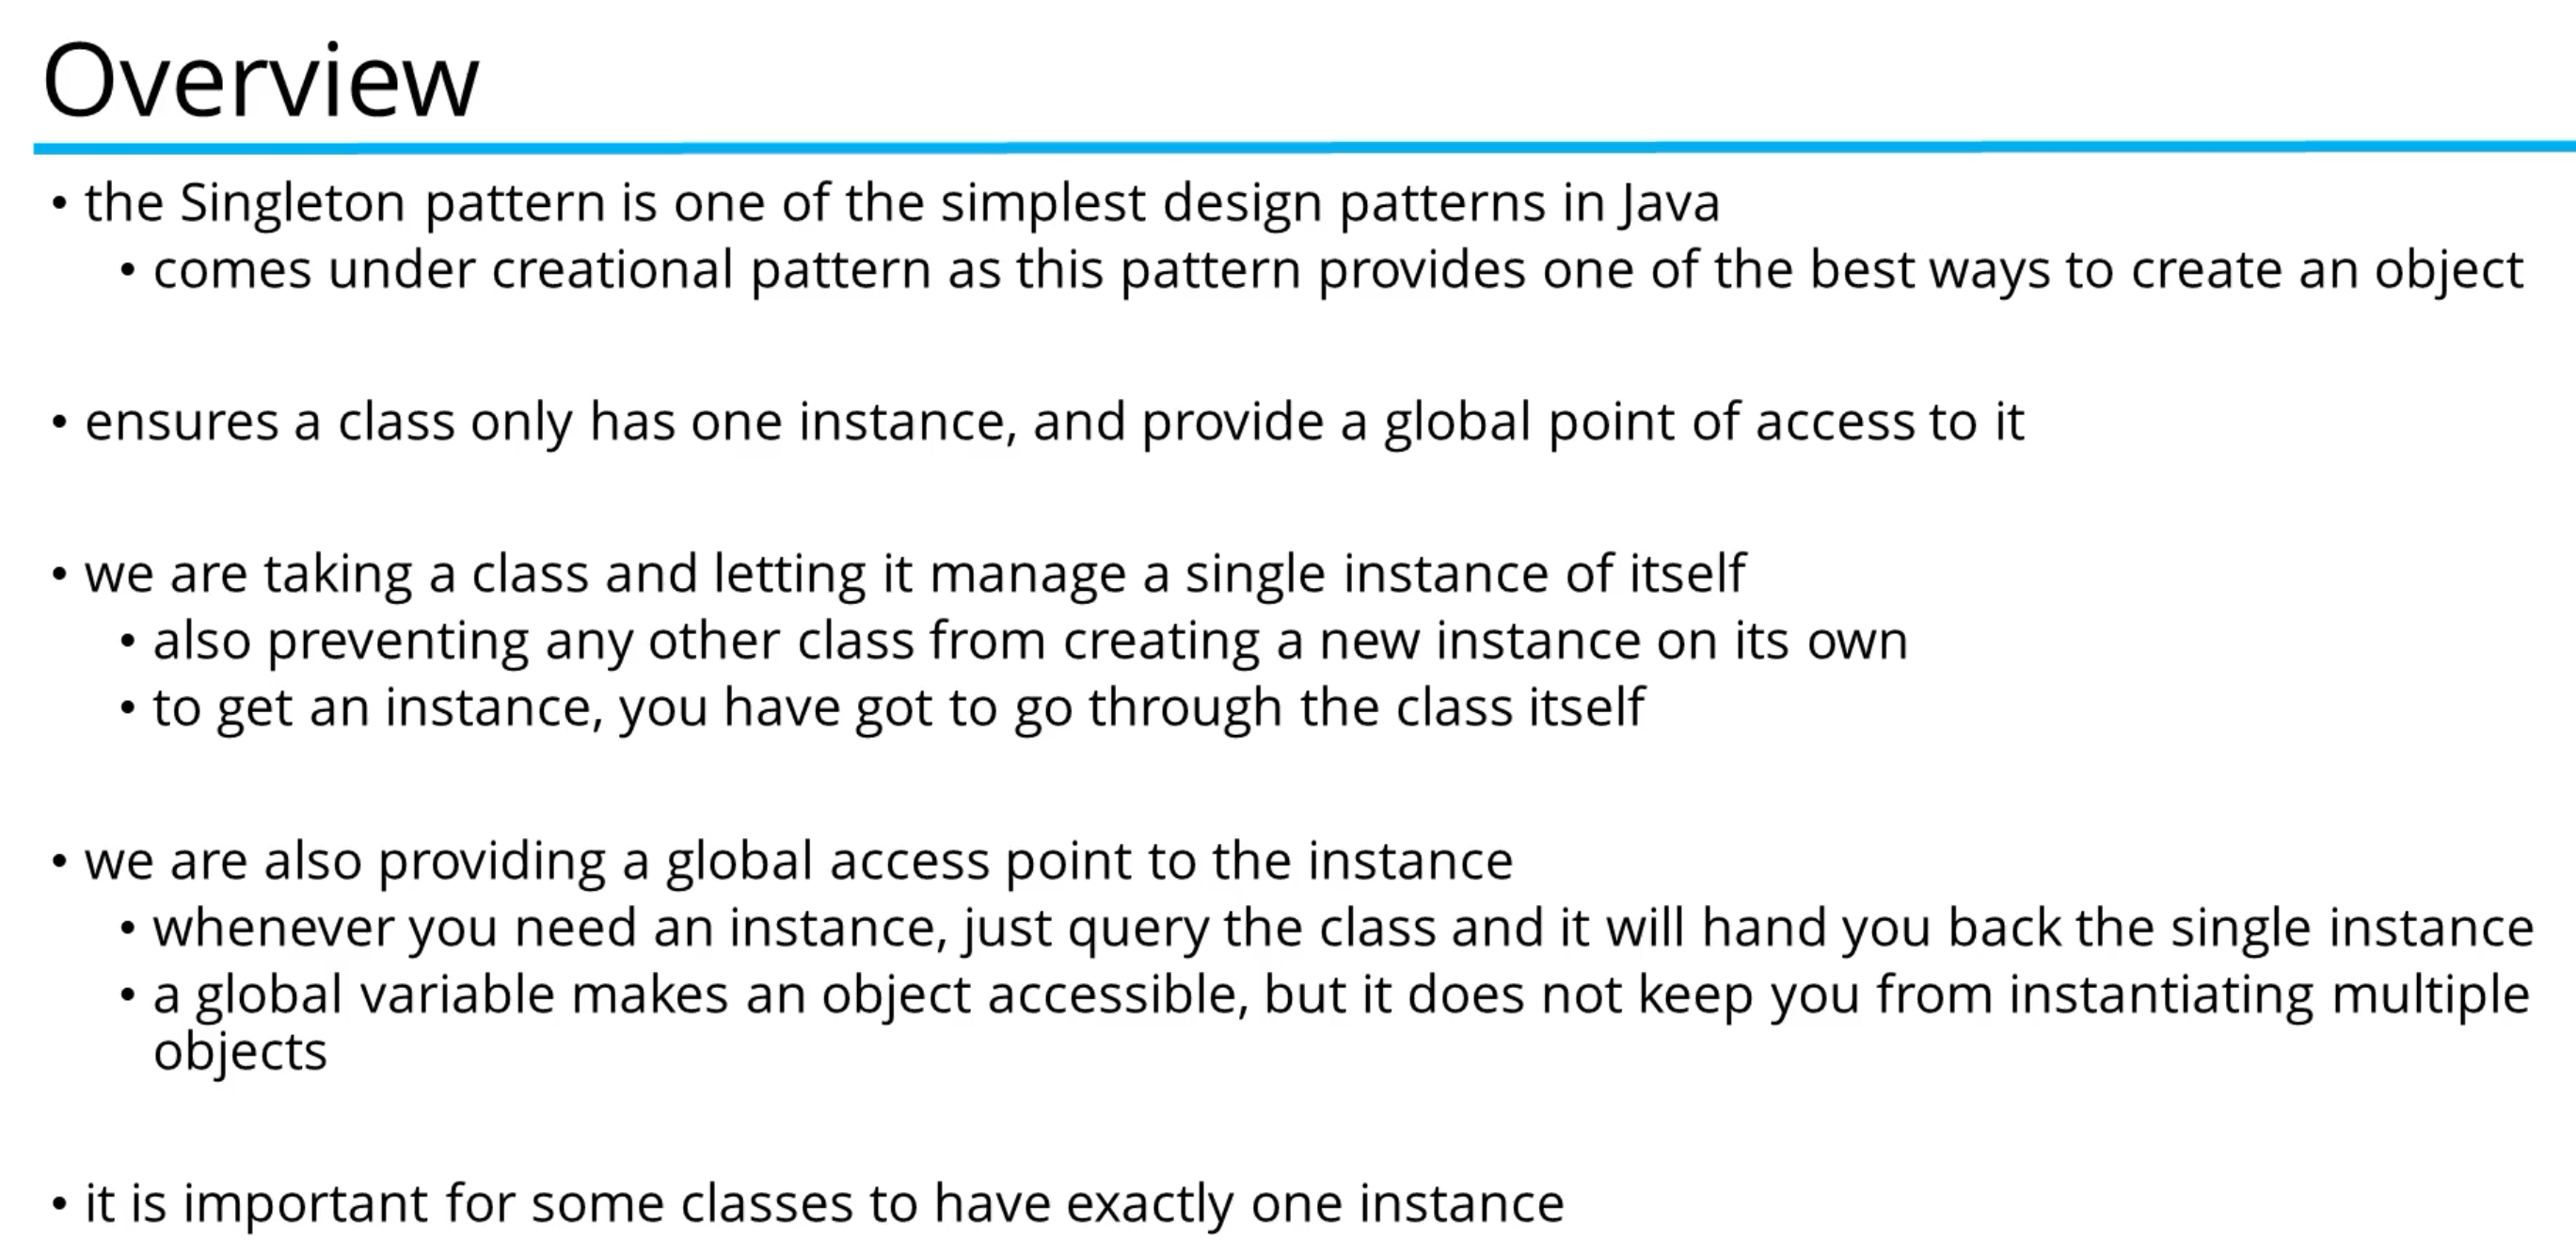 Overview
• the Singleton pattern is one of the simplest design patterns in Java
• comes under creational pattern as this pattern provides one of the best ways to create an object
• ensures a class only has one instance, and provide a global point of access to it
• we are taking a class and letting it manage a single instance of itself
• also preventing any other class from creating a new instance on its own
• to get an instance, you have got to go through the class itself
• we are also providing a global access point to the instance
• whenever you need an instance, just query the class and it will hand you back the single instance
• a global variable makes an object accessible, but it does not keep you from instantiating multiple
objects
• it is important for some classes to have exactly one instance